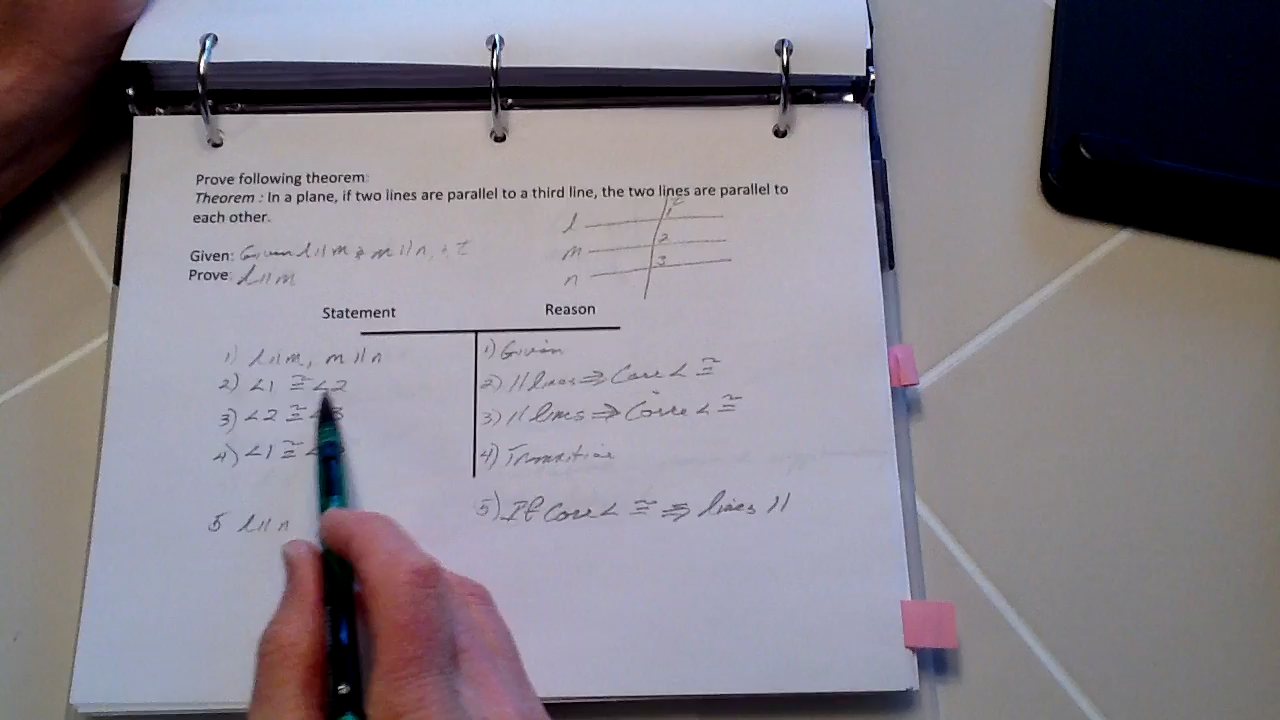 Prove following theorem:
Theorem : In a plane, if two lines are parallel to a third line, the two lines are parallel to
each other.
l
1
m
2
n
3
Given: Given l // m & m // n, t
Prove: l // m
Statement
Reason
1) l // m, m // n
1) Given
2) ∠1 ≅ ∠2
2) // lines ⇒ Corr ∠ ≅
3) ∠2 ≅ ∠3
3) // lines ⇒ Corr ∠ ≅
4) ∠1 ≅
4) Transitive
5 l // n
5) If Corr ∠ ≅ ⇒ lines //